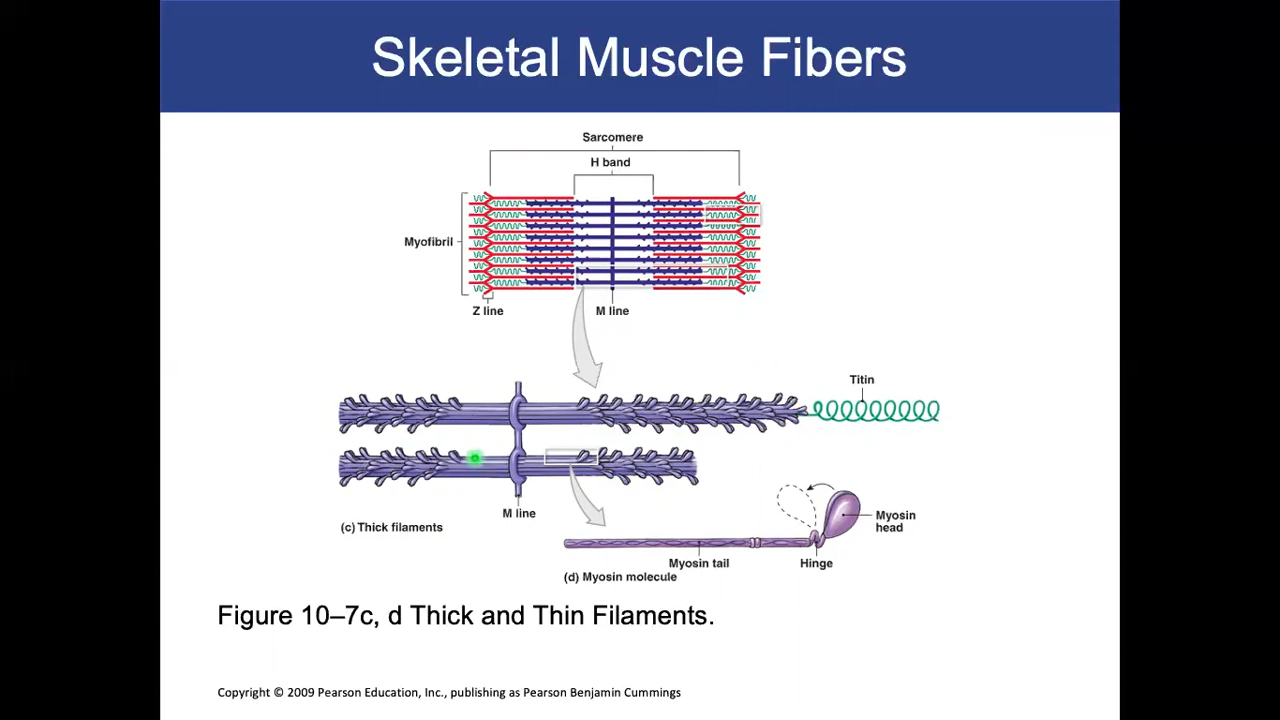 Skeletal Muscle Fibers
Sarcomere
H band
Myofibril
Z line
M line
Titin
M line
(c) Thick filaments
Myosin
head
Myosin tail
Hinge
(d) Myosin molecule
Figure 10–7c, d Thick and Thin Filaments.
Copyright © 2009 Pearson Education, Inc., publishing as Pearson Benjamin Cummings